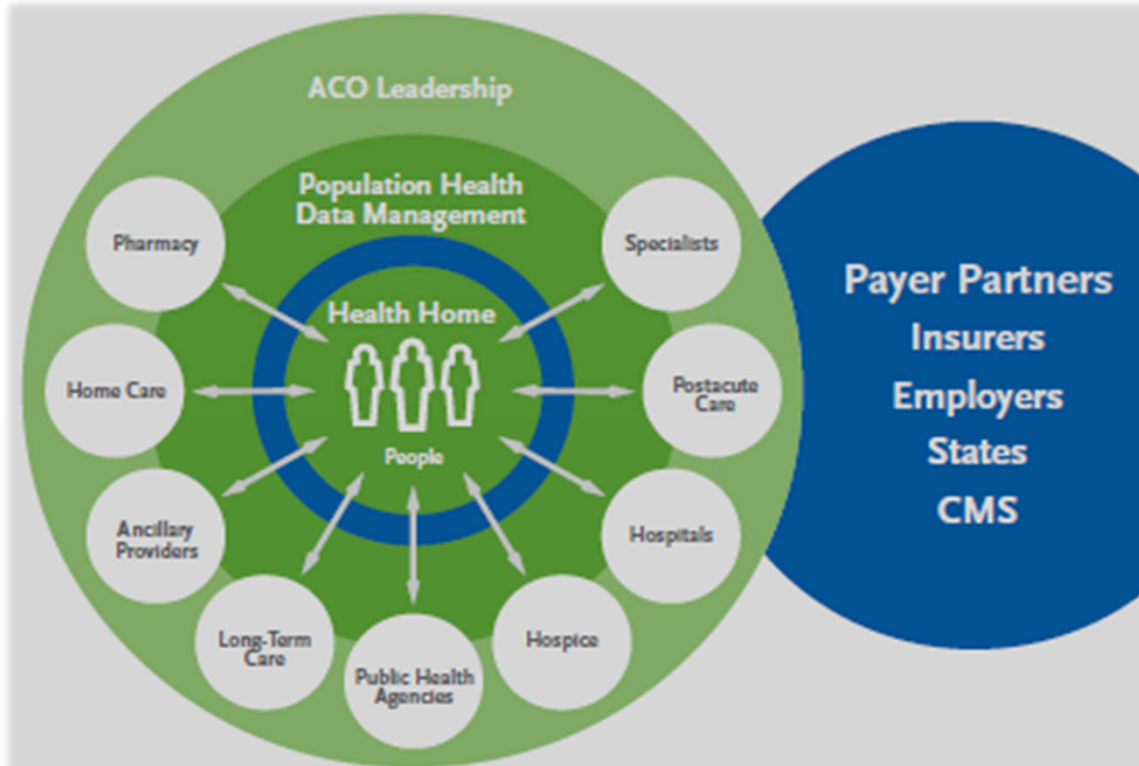 ACO Leadership
Population Health
Data Management
Pharmacy
Specialists
Health Home
Home Care
Postacute
Care
People
Ancillary
Providers
Hospitals
Long-Term
Care
Hospice
Public Health
Agencies
Payer Partners
Insurers
Employers
States
CMS